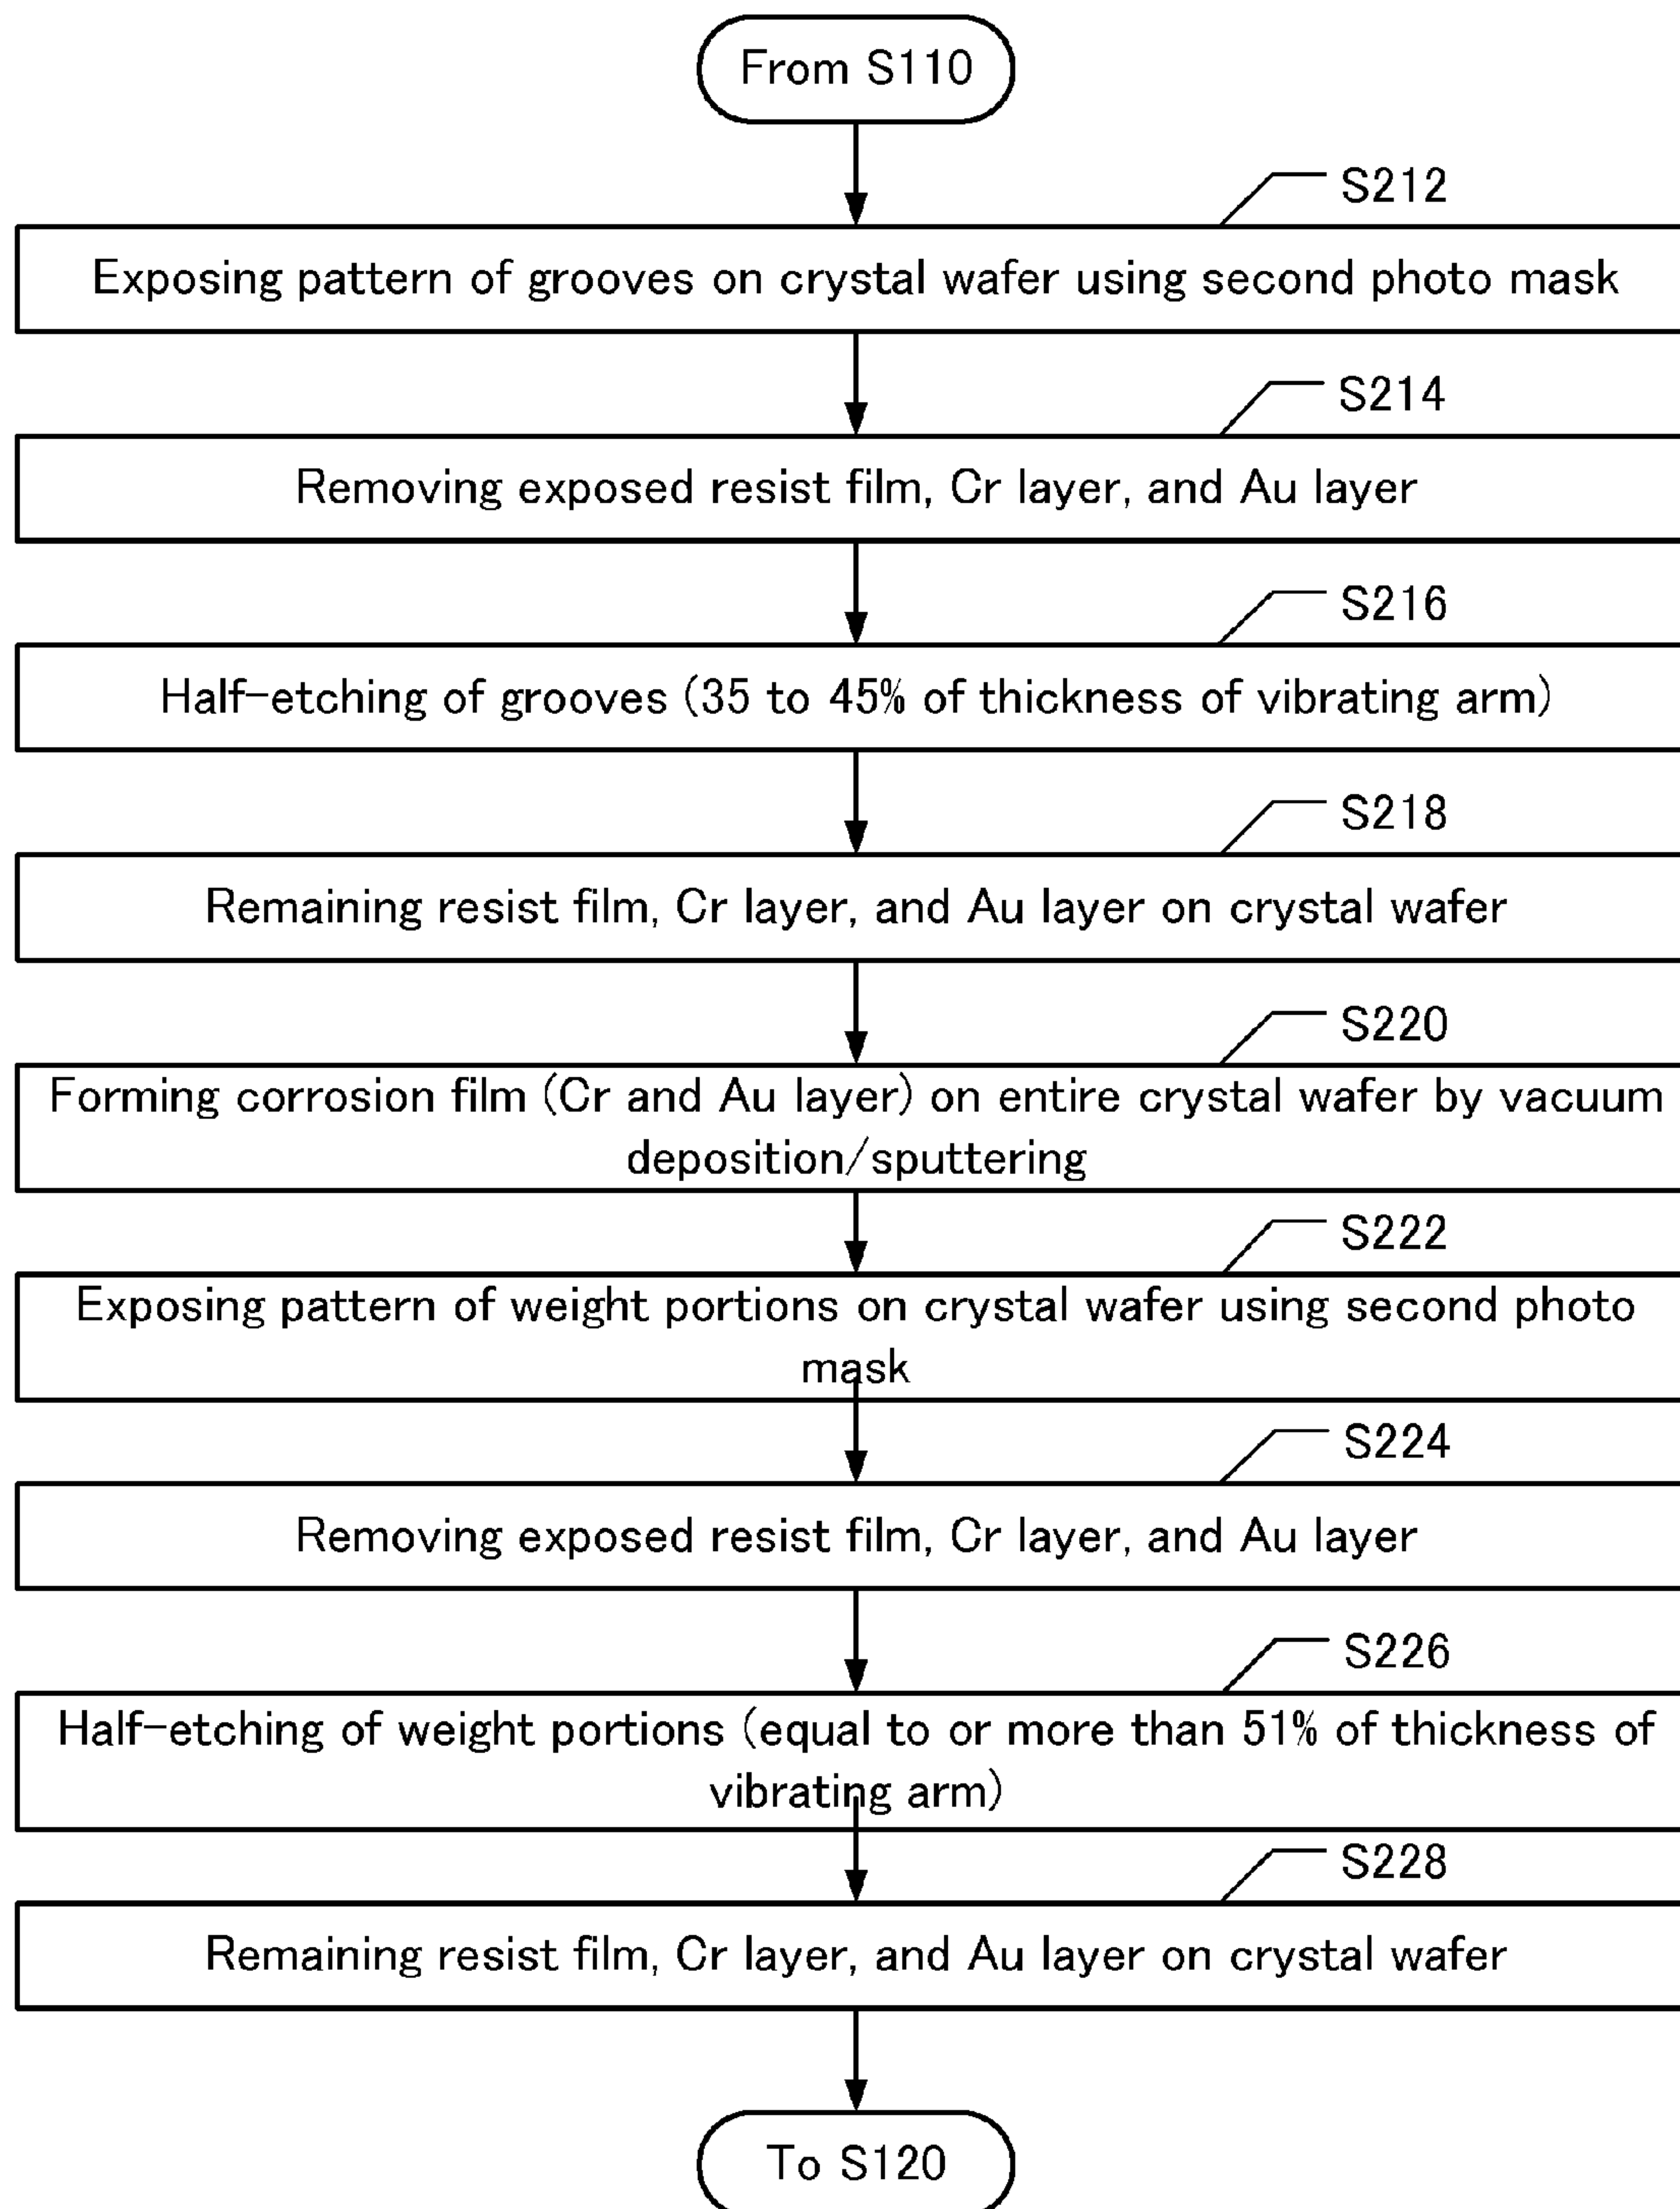 From S110
S212
Exposing pattern of grooves on crystal wafer using second photo mask
S214
Removing exposed resist film, Cr layer, and Au layer
S216
Half-etching of grooves (35 to 45% of thickness of vibrating arm)
S218
Remaining resist film, Cr layer, and Au layer on crystal wafer
S220
Forming corrosion film (Cr and Au layer) on entire crystal wafer by vacuum
deposition/sputtering
S222
Exposing pattern of weight portions on crystal wafer using second photo
mask
S224
Removing exposed resist film, Cr layer, and Au layer
S226
Half-etching of weight portions (equal to or more than 51% of thickness of
vibrating arm)
S228
Remaining resist film, Cr layer, and Au layer on crystal wafer
To S120